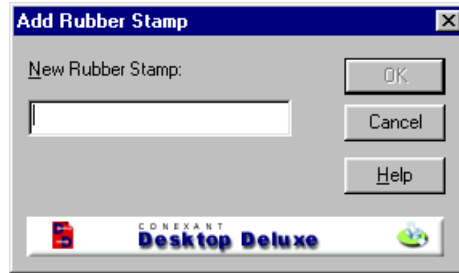 Add Rubber Stamp
New Rubber Stamp:
OK
Cancel
Help
CONEXANT
Desktop Deluxe